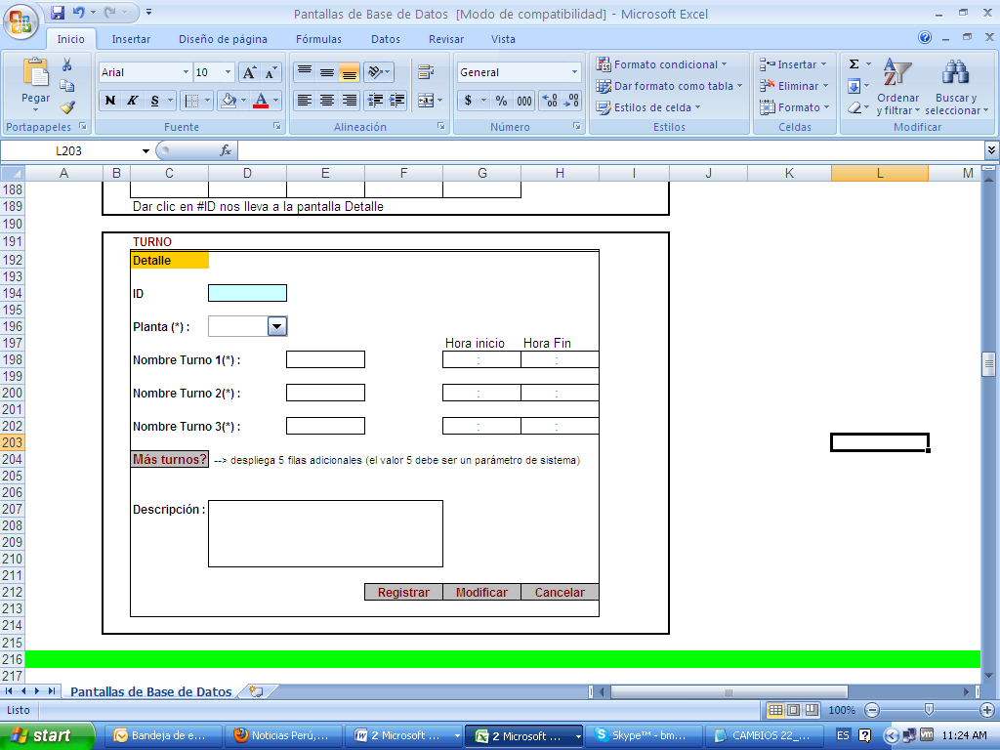 Pantallas de Base de Datos [Modo de compatibilidad] - Microsoft Excel
Inicio Insertar Diseño de página Fórmulas Datos Revisar Vista
Pegar
Arial 10
General
N K S
$ % 000
Formato condicional
Dar formato como tabla
Estilos de celda
Insertar
Eliminar
Formato
Σ
Ordenar y filtrar
Buscar y seleccionar
Portapapeles Fuente Alineación Número Estilos Celdas Modificar
L203 fx
A B C D E F G H I J K L M
188
189 Dar clic en #ID nos lleva a la pantalla Detalle
190
191 TURNO
192 Detalle
193
194 ID
195
196 Planta (*) :
197 Hora inicio Hora Fin
198 Nombre Turno 1(*) : : :
199
200 Nombre Turno 2(*) : : :
201
202 Nombre Turno 3(*) : : :
203
204 Más turnos? --> despliega 5 filas adicionales (el valor 5 debe ser un parámetro de sistema)
205
206
207 Descripción :
208
209
210
211
212 Registrar Modificar Cancelar
213
214
215
216
217
Pantallas de Base de Datos
Listo 100%
start Bandeja de e... Noticias Perú,... 2 Microsoft ... 2 Microsoft ... Skype™ - bm... CAMBIOS 22_... ES 11:24 AM